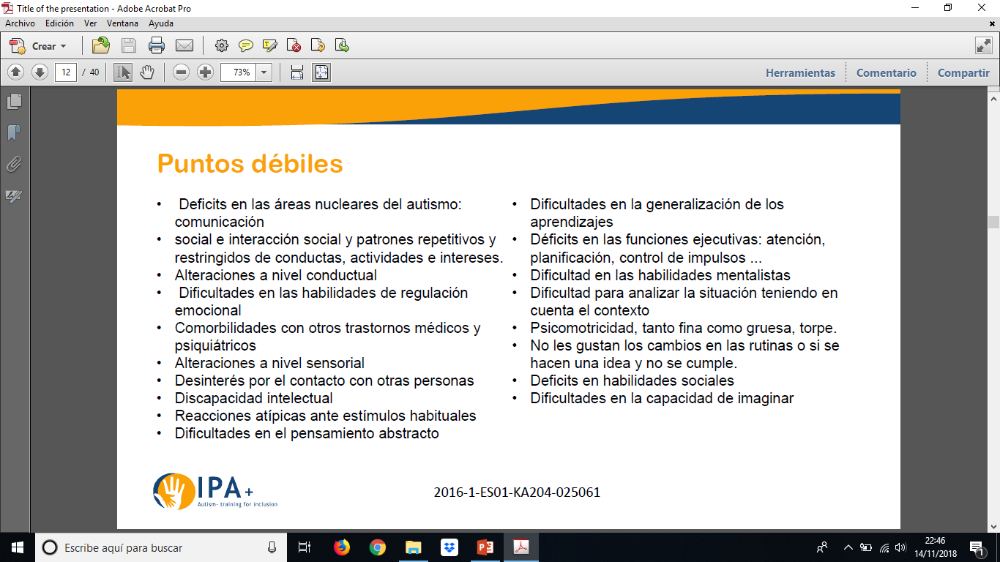 Title of the presentation - Adobe Acrobat Pro
Archivo Edición Ver Ventana Ayuda
Crear
12 / 40 73% Herramientas Comentario Compartir
Puntos débiles
• Deficits en las áreas nucleares del autismo:
comunicación
• social e interacción social y patrones repetitivos y
restringidos de conductas, actividades e intereses.
• Alteraciones a nivel conductual
• Dificultades en las habilidades de regulación
emocional
• Comorbilidades con otros trastornos médicos y
psiquiátricos
• Alteraciones a nivel sensorial
• Desinterés por el contacto con otras personas
• Discapacidad intelectual
• Reacciones atípicas ante estímulos habituales
• Dificultades en el pensamiento abstracto
• Dificultades en la generalización de los
aprendizajes
• Déficits en las funciones ejecutivas: atención,
planificación, control de impulsos ...
• Dificultad en las habilidades mentalistas
• Dificultad para analizar la situación teniendo en
cuenta el contexto
• Psicomotricidad, tanto fina como gruesa, torpe.
• No les gustan los cambios en las rutinas o si se
hacen una idea y no se cumple.
• Deficits en habilidades sociales
• Dificultades en la capacidad de imaginar
IPA+
Autism- training for inclusion
2016-1-ES01-KA204-025061
Escribe aquí para buscar
22:46
14/11/2018
1